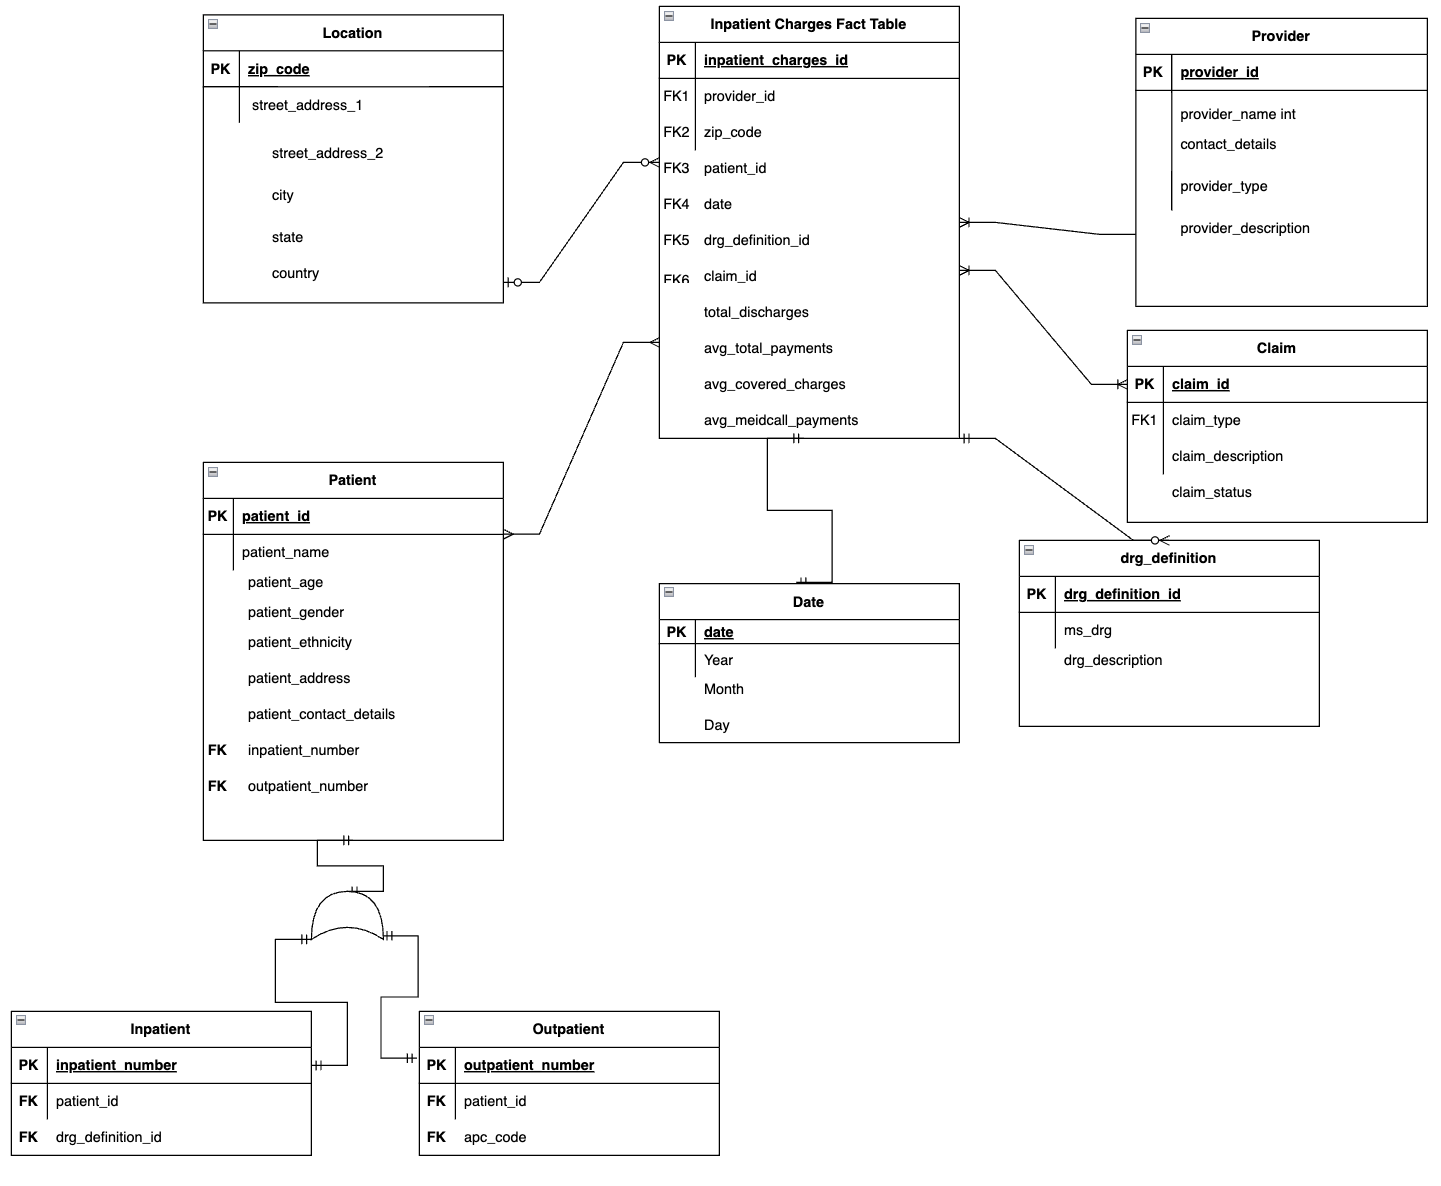 Location
PK zip_code
street_address_1
street_address_2
city
state
country
Inpatient Charges Fact Table
PK inpatient_charges_id
FK1 provider_id
FK2 zip_code
FK3 patient_id
FK4 date
FK5 drg_definition_id
FK6 claim_id
total_discharges
avg_total_payments
avg_covered_charges
avg_meidcall_payments
Provider
PK provider_id
provider_name int
contact_details
provider_type
provider_description
Claim
PK claim_id
FK1 claim_type
claim_description
claim_status
Patient
PK patient_id
patient_name
patient_age
patient_gender
patient_ethnicity
patient_address
patient_contact_details
FK inpatient_number
FK outpatient_number
Date
PK date
Year
Month
Day
drg_definition
PK drg_definition_id
ms_drg
drg_description
Inpatient
PK inpatient_number
FK patient_id
FK drg_definition_id
Outpatient
PK outpatient_number
FK patient_id
FK apc_code